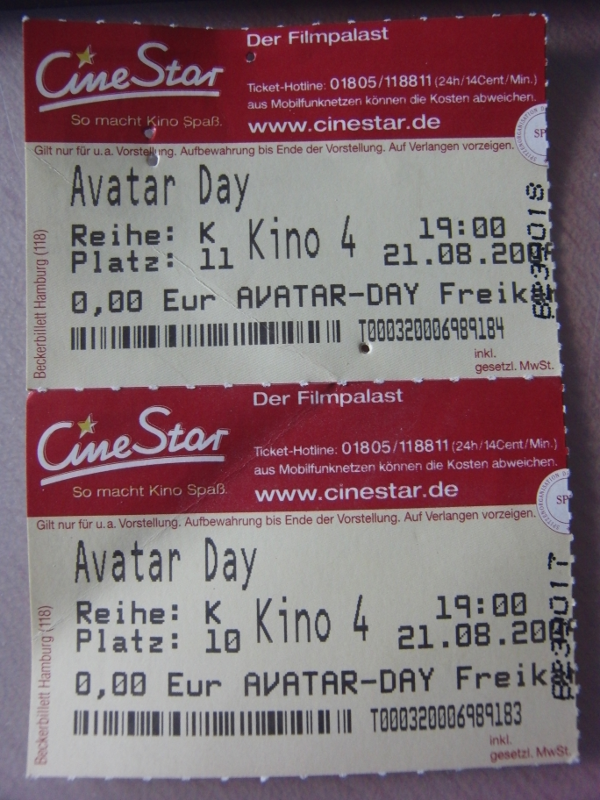 Der Filmpalast
CineStar
So macht Kino Spaß.
Ticket-Hotline: 01805/118811 (24h/14Cent/Min.)
aus Mobilfunknetzen können die Kosten abweichen.
www.cinestar.de
Gilt nur für u.a. Vorstellung. Aufbewahrung bis Ende der Vorstellung. Auf Verlangen vorzeigen.
Avatar Day
Reihe: K Kino 4 19:00
Platz: 11 21.08.200
0,00 Eur AVATAR-DAY Freik
T000320006989184
inkl.
gesetzl. MwSt.
Beckerbillett Hamburg (118)
Der Filmpalast
CineStar
So macht Kino Spaß.
Ticket-Hotline: 01805/118811 (24h/14Cent/Min.)
aus Mobilfunknetzen können die Kosten abweichen.
www.cinestar.de
Gilt nur für u.a. Vorstellung. Aufbewahrung bis Ende der Vorstellung. Auf Verlangen vorzeigen.
Avatar Day
Reihe: K Kino 4 19:00
Platz: 10 21.08.200
0,00 Eur AVATAR-DAY Freik
T000320006989183
inkl.
gesetzl. MwSt.
Beckerbillett Hamburg (118)